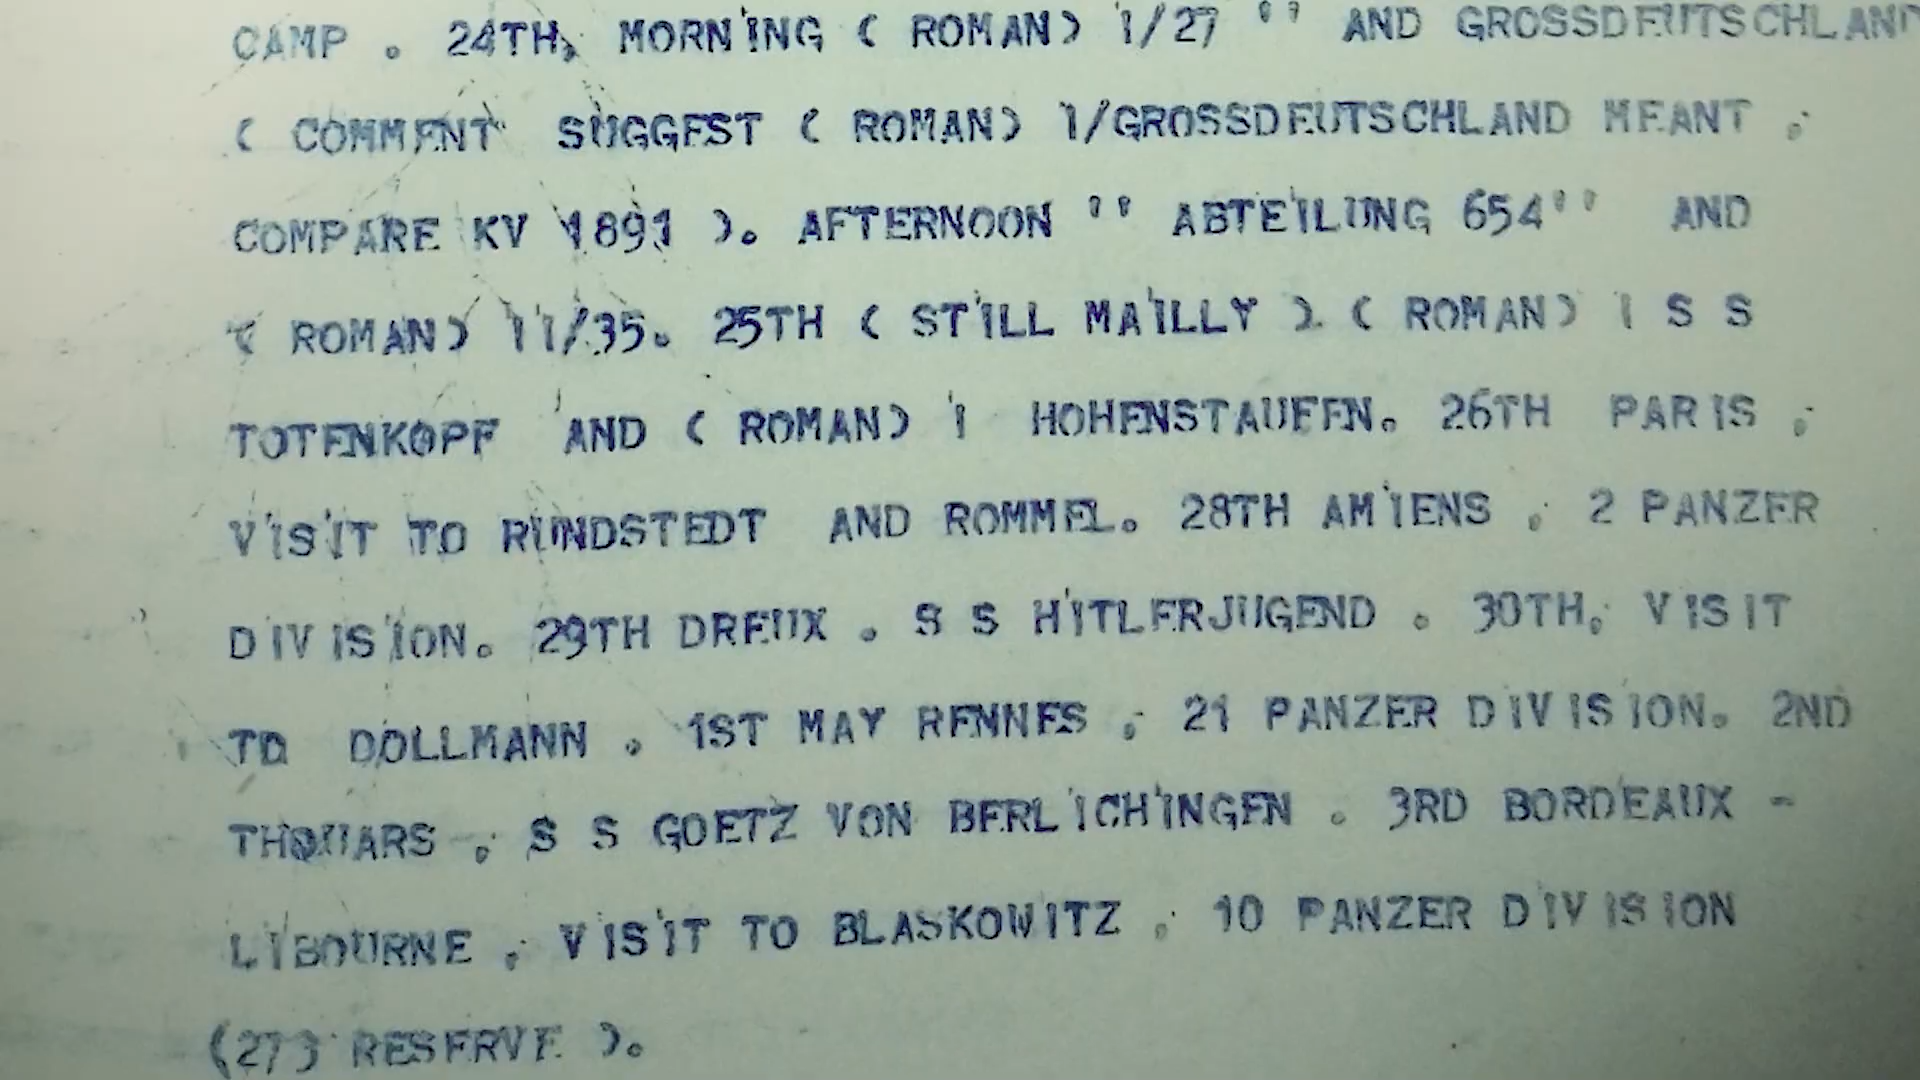 CAMP . 24TH, MORNING ( ROMAN) 1/27 '' AND GROSSDEUTSCHLAND
( COMMENT SUGGEST ( ROMAN) 1/GROSSDEUTSCHLAND MEANT ,
COMPARE KV 1891 ). AFTERNOON '' ABTEILUNG 654'' AND
( ROMAN) 11/35. 25TH ( STILL MAILLY ) ( ROMAN) I S S
TOTENKOPF AND ( ROMAN) I HOHENSTAUFEN. 26TH PARIS ,
VISIT TO RUNDSTEDT AND ROMMEL. 28TH AMIENS , 2 PANZER
DIVISION. 29TH DREUX . S S HITLERJUGEND . 30TH, VISIT
TO DOLLMANN . 1ST MAY RENNES , 21 PANZER DIVISION. 2ND
THOUARS , S S GOETZ VON BERLICHINGEN . 3RD BORDEAUX -
LIBOURNE , VISIT TO BLASKOWITZ , 10 PANZER DIVISION
(273 RESERVE ).